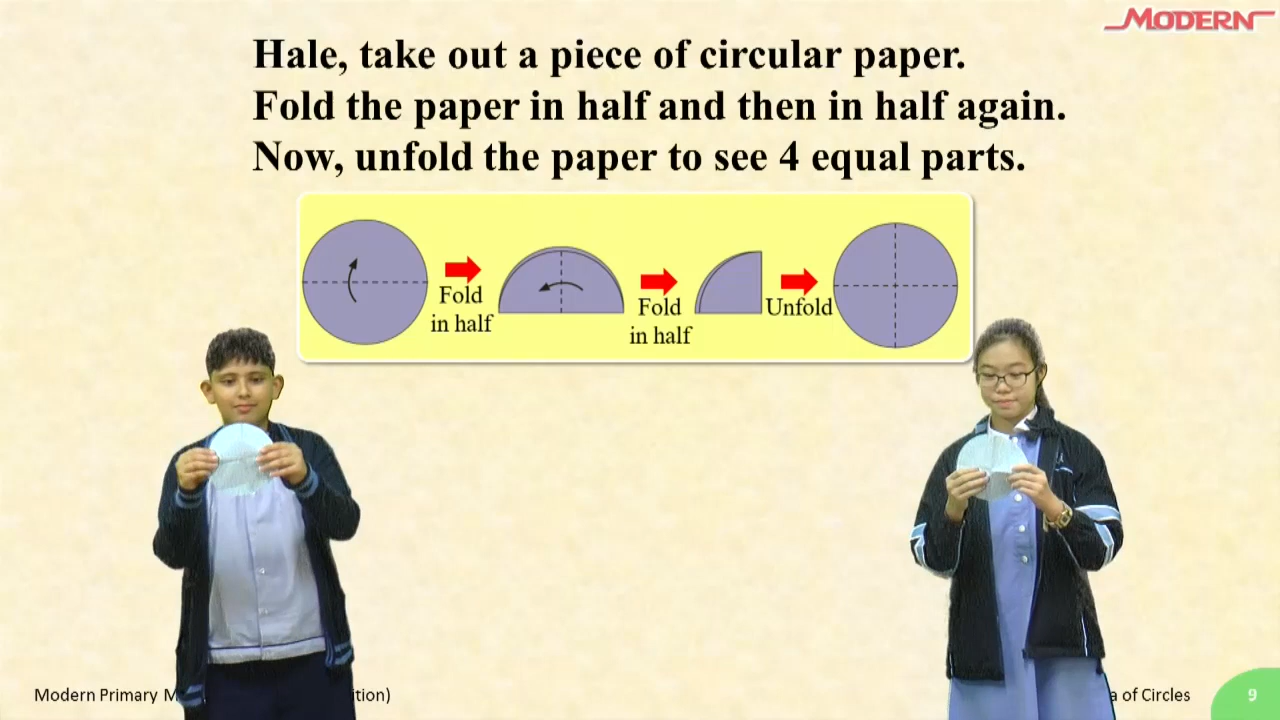 MODERN
Hale, take out a piece of circular paper.
Fold the paper in half and then in half again.
Now, unfold the paper to see 4 equal parts.
Fold
in half
Fold
in half
Unfold
Modern Primary
of Circles
9